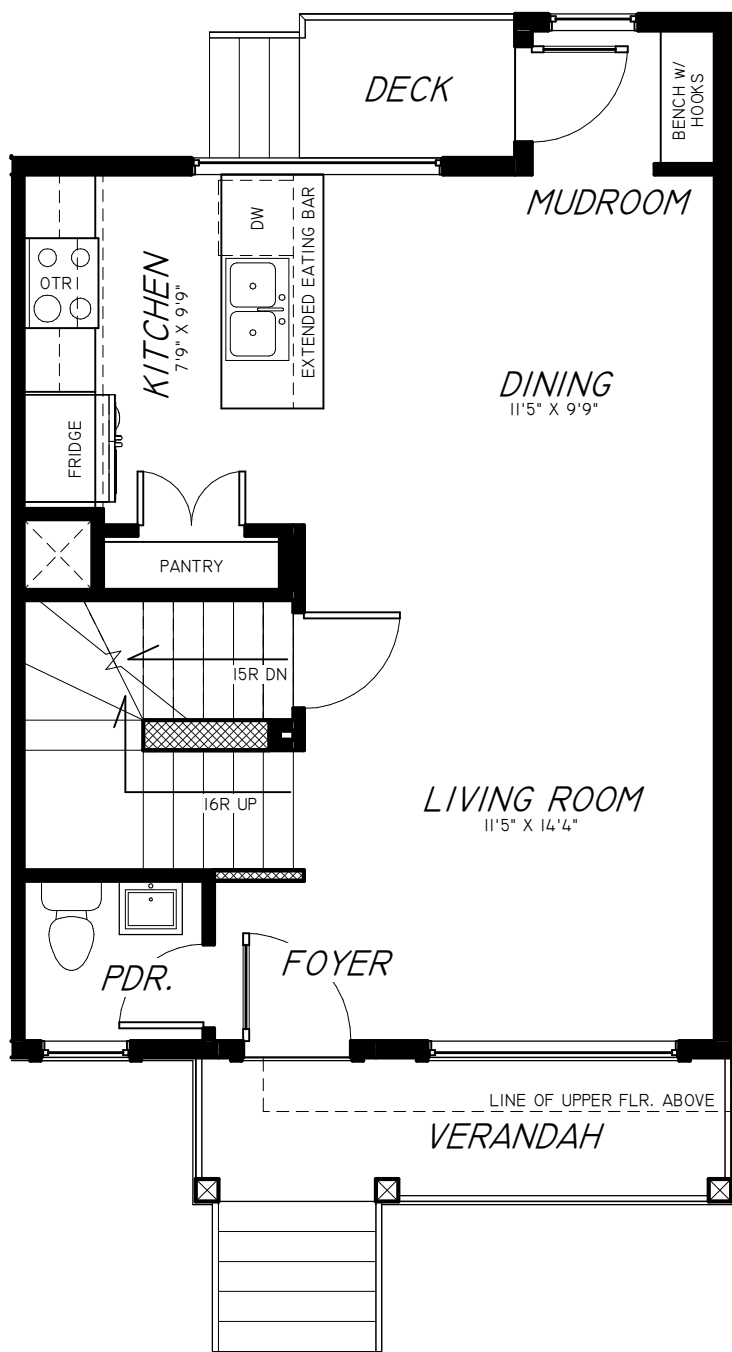 DECK
BENCH W/
HOOKS
MUDROOM
DW
EXTENDED EATING BAR
OTR
KITCHEN
7'9" X 9'9"
DINING
11'5" X 9'9"
FRIDGE
PANTRY
15R DN
16R UP
LIVING ROOM
11'5" X 14'4"
PDR.
FOYER
LINE OF UPPER FLR. ABOVE
VERANDAH